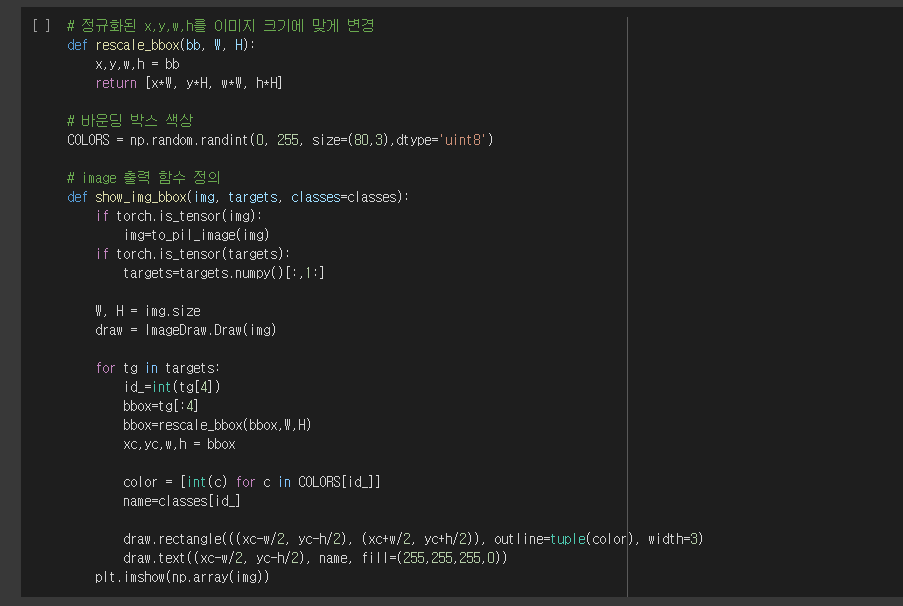 [ ] # 정규화된 x,y,w,h를 이미지 크기에 맞게 변경
def rescale_bbox(bb, W, H):
    x,y,w,h = bb
    return [x*W, y*H, w*W, h*H]
# 바운딩 박스 색상
COLORS = np.random.randint(0, 255, size=(80,3),dtype='uint8')
# image 출력 함수 정의
def show_img_bbox(img, targets, classes=classes):
    if torch.is_tensor(img):
        img=to_pil_image(img)
    if torch.is_tensor(targets):
        targets=targets.numpy()[:,1:]
    W, H = img.size
    draw = ImageDraw.Draw(img)
    for tg in targets:
        id_=int(tg[4])
        bbox=tg[:4]
        bbox=rescale_bbox(bbox,W,H)
        xc,yc,w,h = bbox
        color = [int(c) for c in COLORS[id_]]
        name=classes[id_]
        draw.rectangle(((xc-w/2, yc-h/2), (xc+w/2, yc+h/2)), outline=tuple(color), width=3)
        draw.text((xc-w/2, yc-h/2), name, fill=(255,255,255,0))
    plt.imshow(np.array(img))